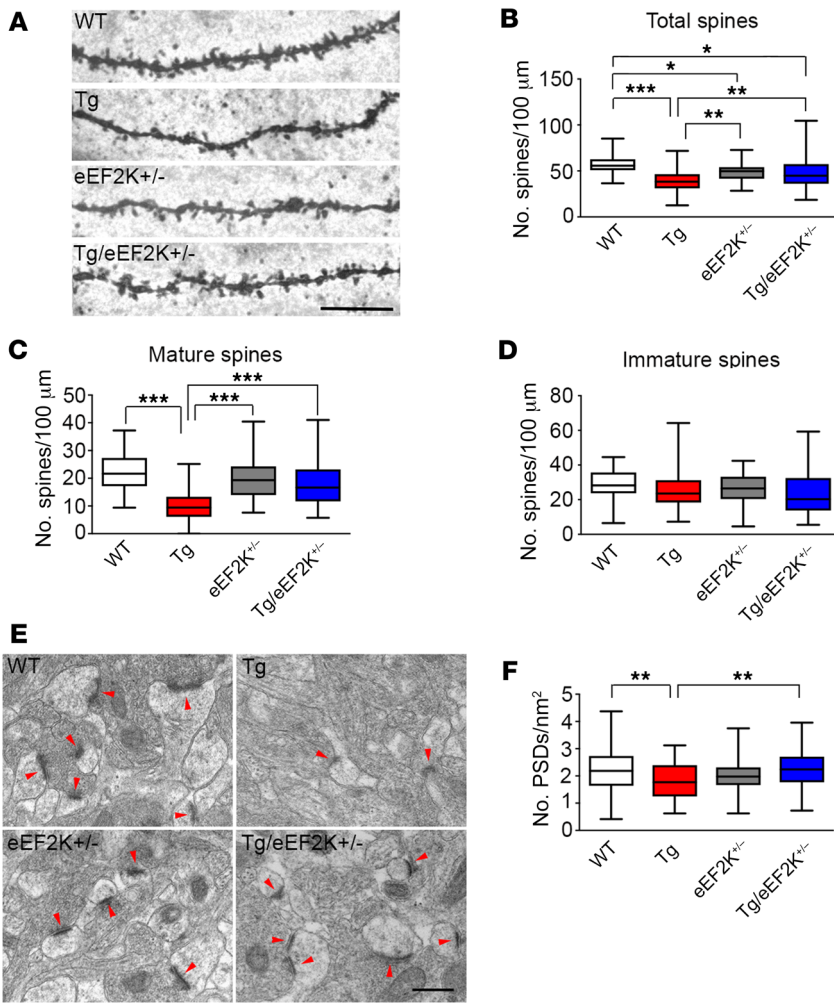 A
WT
Tg
eEF2K+/-
Tg/eEF2K+/-
B
Total spines
No. spines/100 μm
150
100
50
0
*
*
***
**
**
WT
Tg
eEF2K+/−
Tg/eEF2K+/−
C
Mature spines
No. spines/100 μm
50
40
30
20
10
0
***
***
***
WT
Tg
eEF2K+/−
Tg/eEF2K+/−
D
Immature spines
No. spines/100 μm
80
60
40
20
0
WT
Tg
eEF2K+/−
Tg/eEF2K+/−
E
WT
Tg
eEF2K+/-
Tg/eEF2K+/-
F
No. PSDs/nm²
5
4
3
2
1
0
**
**
WT
Tg
eEF2K+/−
Tg/eEF2K+/−